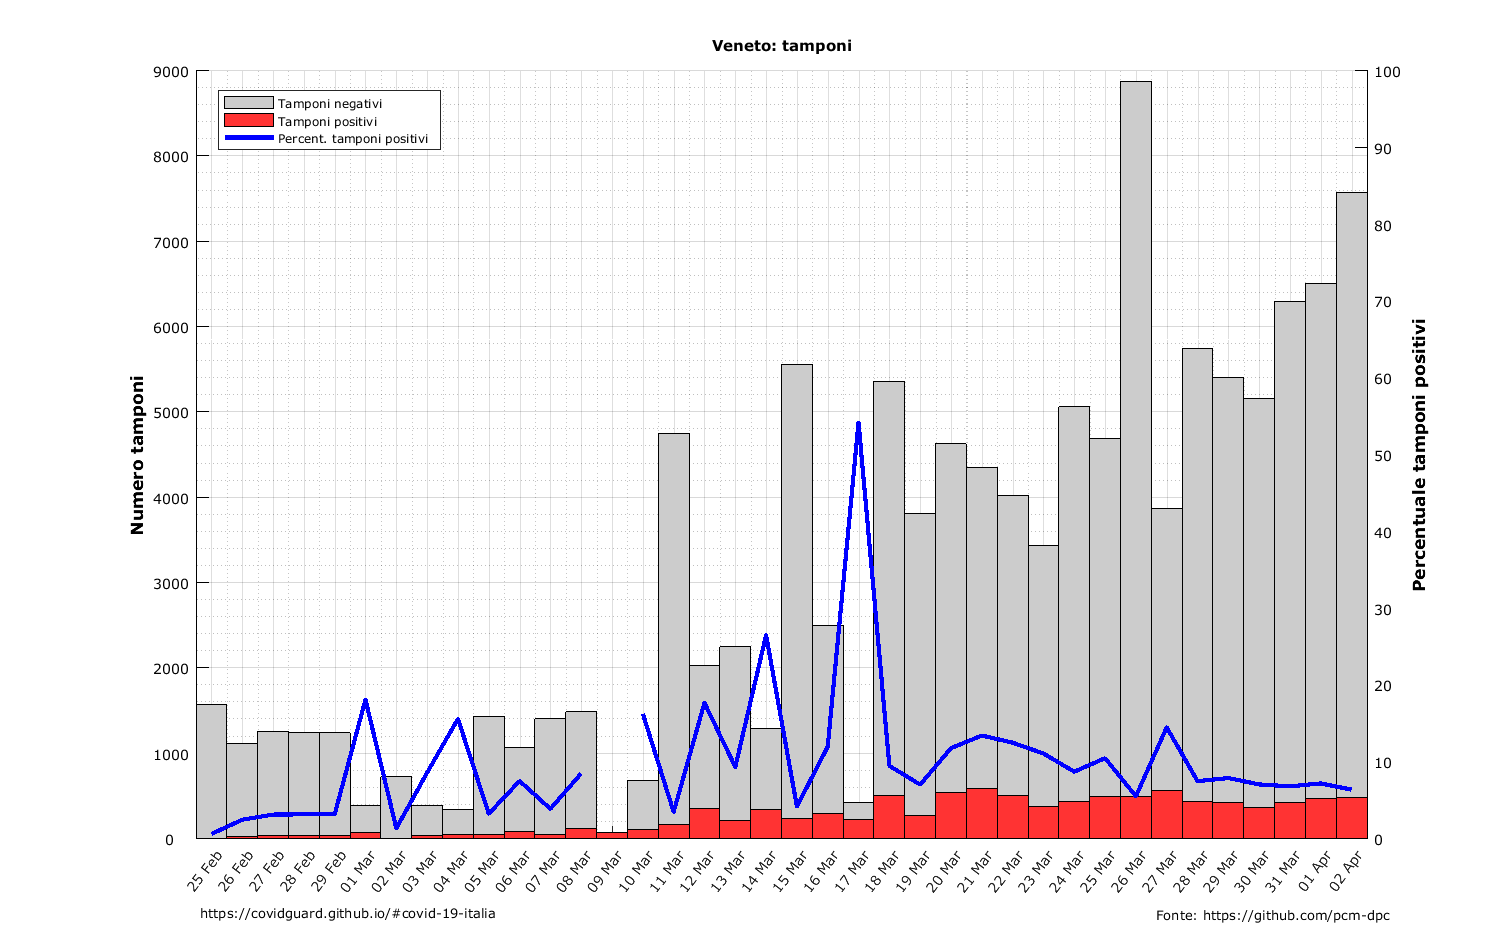 Veneto: tamponi
Tamponi negativi
Tamponi positivi
Percent. tamponi positivi
Numero tamponi
9000
8000
7000
6000
5000
4000
3000
2000
1000
0
Percentuale tamponi positivi
100
90
80
70
60
50
40
30
20
10
0
25 Feb
26 Feb
27 Feb
28 Feb
29 Feb
01 Mar
02 Mar
03 Mar
04 Mar
05 Mar
06 Mar
07 Mar
08 Mar
09 Mar
10 Mar
11 Mar
12 Mar
13 Mar
14 Mar
15 Mar
16 Mar
17 Mar
18 Mar
19 Mar
20 Mar
21 Mar
22 Mar
23 Mar
24 Mar
25 Mar
26 Mar
27 Mar
28 Mar
29 Mar
30 Mar
31 Mar
01 Apr
02 Apr
https://covidguard.github.io/#covid-19-italia
Fonte: https://github.com/pcm-dpc